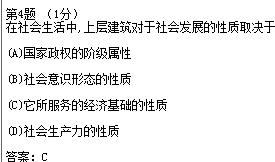 第4题 （1分）
在社会生活中,上层建筑对于社会发展的性质取决于
(A)国家政权的阶级属性
(B)社会意识形态的性质
(C)它所服务的经济基础的性质
(D)社会生产力的性质
答案：C